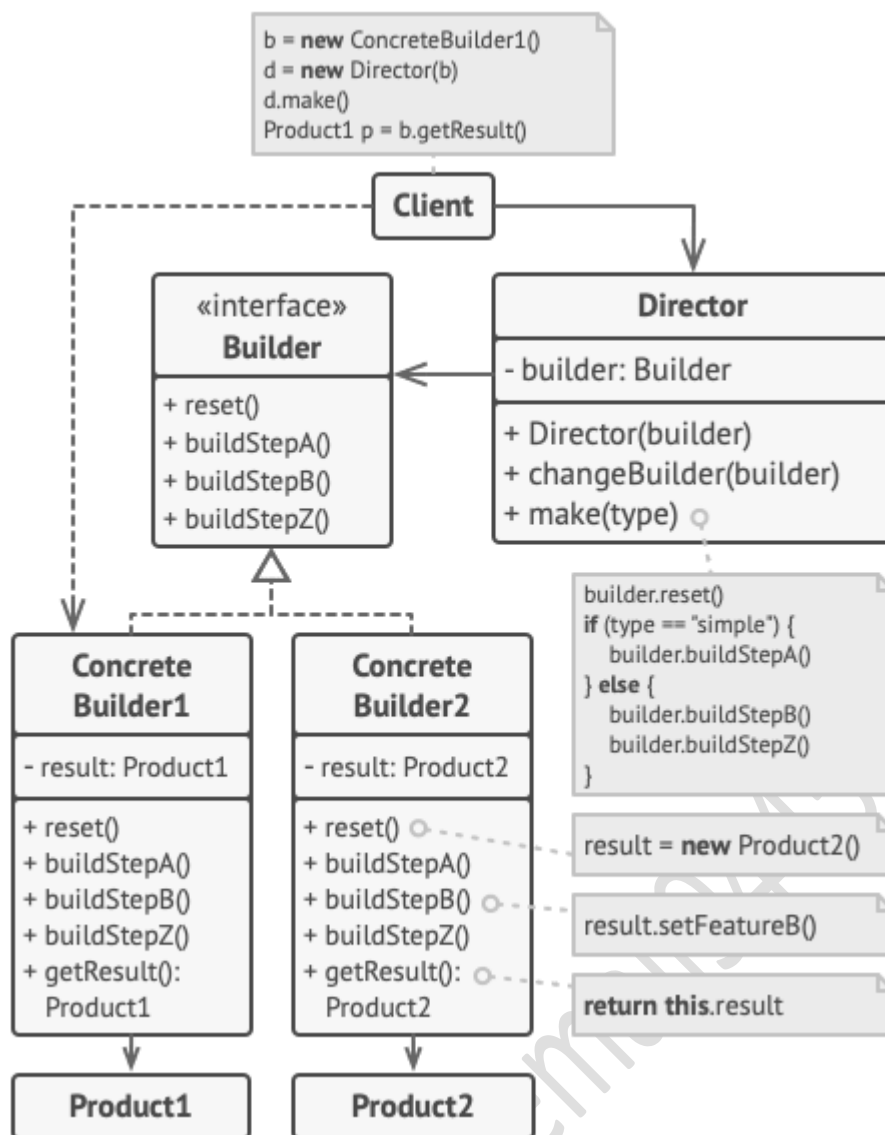 b = new ConcreteBuilder1()
d = new Director(b)
d.make()
Product1 p = b.getResult()
Client
«interface»
Builder
+ reset()
+ buildStepA()
+ buildStepB()
+ buildStepZ()
Director
- builder: Builder
+ Director(builder)
+ changeBuilder(builder)
+ make(type)
builder.reset()
if (type == "simple") {
builder.buildStepA()
} else {
builder.buildStepB()
builder.buildStepZ()
}
Concrete
Builder1
- result: Product1
+ reset()
+ buildStepA()
+ buildStepB()
+ buildStepZ()
+ getResult():
Product1
Concrete
Builder2
- result: Product2
+ reset()
+ buildStepA()
+ buildStepB()
+ buildStepZ()
+ getResult():
Product2
result = new Product2()
result.setFeatureB()
return this.result
Product1
Product2